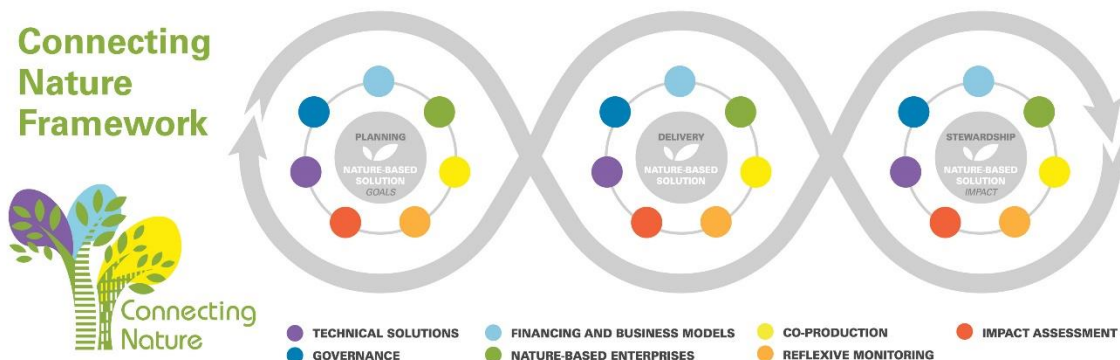 Connecting
Nature
Framework
PLANNING
NATURE-BASED
SOLUTION
GOALS
DELIVERY
NATURE-BASED
SOLUTION
STEWARDSHIP
NATURE-BASED
SOLUTION
IMPACT
Connecting
Nature
TECHNICAL SOLUTIONS
FINANCING AND BUSINESS MODELS
CO-PRODUCTION
IMPACT ASSESSMENT
GOVERNANCE
NATURE-BASED ENTERPRISES
REFLEXIVE MONITORING